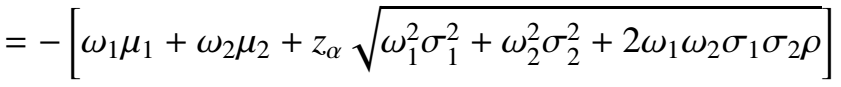 = − [ω₁μ₁ + ω₂μ₂ + z_α √(ω₁²σ₁² + ω₂²σ₂² + 2ω₁ω₂σ₁σ₂ρ)]